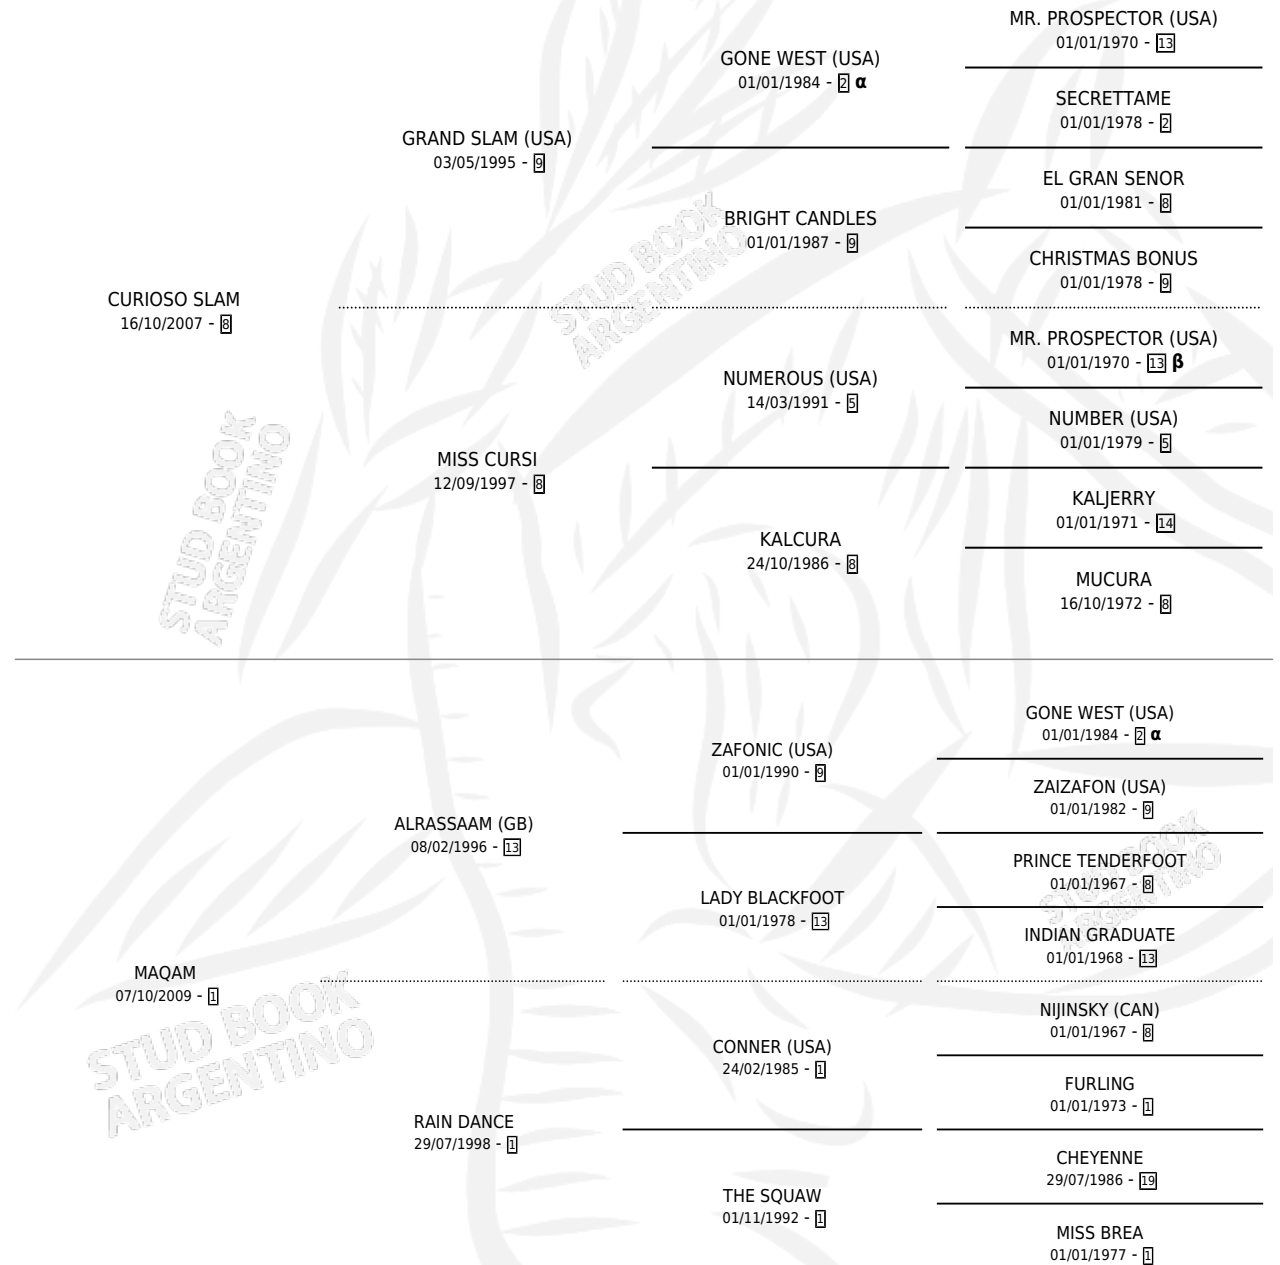 MR. PROSPECTOR (USA)
01/01/1970 - 13
GONE WEST (USA)
01/01/1984 - 2 α
SECRETTAME
01/01/1978 - 2
GRAND SLAM (USA)
03/05/1995 - 9
EL GRAN SENOR
01/01/1981 - 8
BRIGHT CANDLES
01/01/1987 - 9
CHRISTMAS BONUS
01/01/1978 - 9
CURIOSO SLAM
16/10/2007 - 8
STUD BOOK
ARGENTINO
MR. PROSPECTOR (USA)
01/01/1970 - 13 β
NUMEROUS (USA)
14/03/1991 - 5
NUMBER (USA)
01/01/1979 - 5
MISS CURSI
12/09/1997 - 8
KALJERRY
01/01/1971 - 14
KALCURA
24/10/1986 - 8
MUCURA
16/10/1972 - 8
STUD BOOK
ARGENTINO
GONE WEST (USA)
01/01/1984 - 2 α
ZAFONIC (USA)
01/01/1990 - 9
ZAIZAFON (USA)
01/01/1982 - 9
ALRASSAAM (GB)
08/02/1996 - 13
PRINCE TENDERFOOT
01/01/1967 - 8
LADY BLACKFOOT
01/01/1978 - 13
INDIAN GRADUATE
01/01/1968 - 13
STUD BOOK
ARGENTINO
MAQAM
07/10/2009 - 1
NIJINSKY (CAN)
01/01/1967 - 8
CONNER (USA)
24/02/1985 - 1
FURLING
01/01/1973 - 1
RAIN DANCE
29/07/1998 - 1
CHEYENNE
29/07/1986 - 19
THE SQUAW
01/11/1992 - 1
MISS BREA
01/01/1977 - 1
STUD BOOK
ARGENTINO